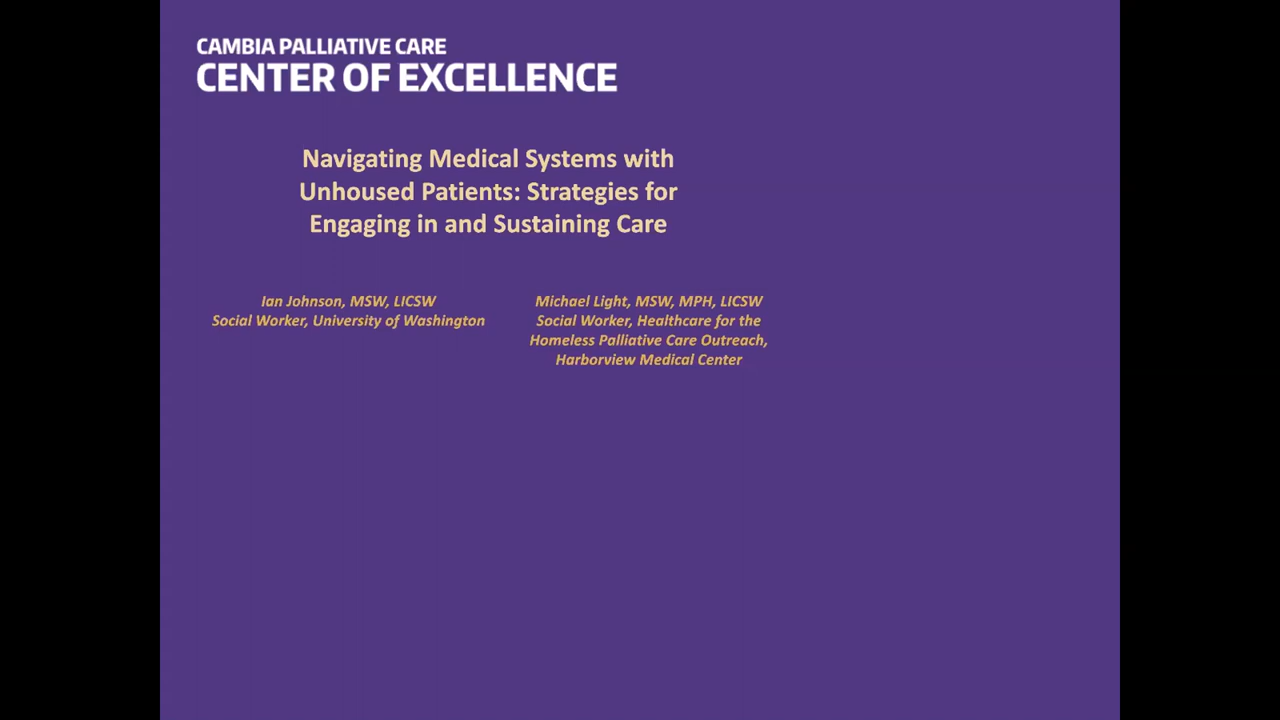 CAMBIA PALLIATIVE CARE
CENTER OF EXCELLENCE
Navigating Medical Systems with
Unhoused Patients: Strategies for
Engaging in and Sustaining Care
Ian Johnson, MSW, LICSW
Social Worker, University of Washington
Michael Light, MSW, MPH, LICSW
Social Worker, Healthcare for the
Homeless Palliative Care Outreach,
Harborview Medical Center